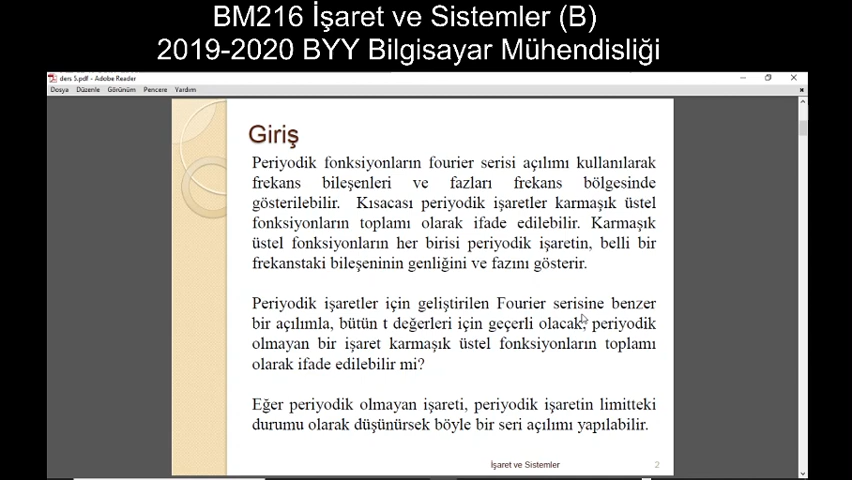 BM216 İşaret ve Sistemler (B)
2019-2020 BYY Bilgisayar Mühendisliği
ders 5.pdf - Adobe Reader
Dosya Düzenle Görünüm Pencere Yardım
Giriş
Periyodik fonksiyonların fourier serisi açılımı kullanılarak
frekans bileşenleri ve fazları frekans bölgesinde
gösterilebilir. Kısacası periyodik işaretler karmaşık üstel
fonksiyonların toplamı olarak ifade edilebilir. Karmaşık
üstel fonksiyonların her birisi periyodik işaretin, belli bir
frekanstaki bileşeninin genliğini ve fazını gösterir.
Periyodik işaretler için geliştirilen Fourier serisine benzer
bir açılımla, bütün t değerleri için geçerli olacak, periyodik
olmayan bir işaret karmaşık üstel fonksiyonların toplamı
olarak ifade edilebilir mi?
Eğer periyodik olmayan işareti, periyodik işaretin limitteki
durumu olarak düşünürsek böyle bir seri açılımı yapılabilir.
İşaret ve Sistemler 2